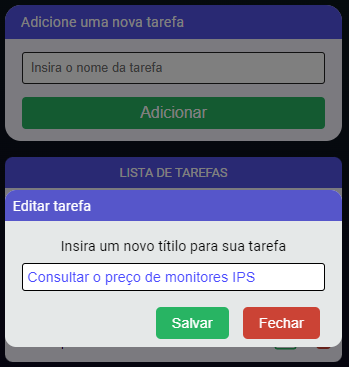 Adicione uma nova tarefa
Insira o nome da tarefa
Adicionar
LISTA DE TAREFAS
Editar tarefa
Insira um novo títilo para sua tarefa
Consultar o preço de monitores IPS
Salvar
Fechar